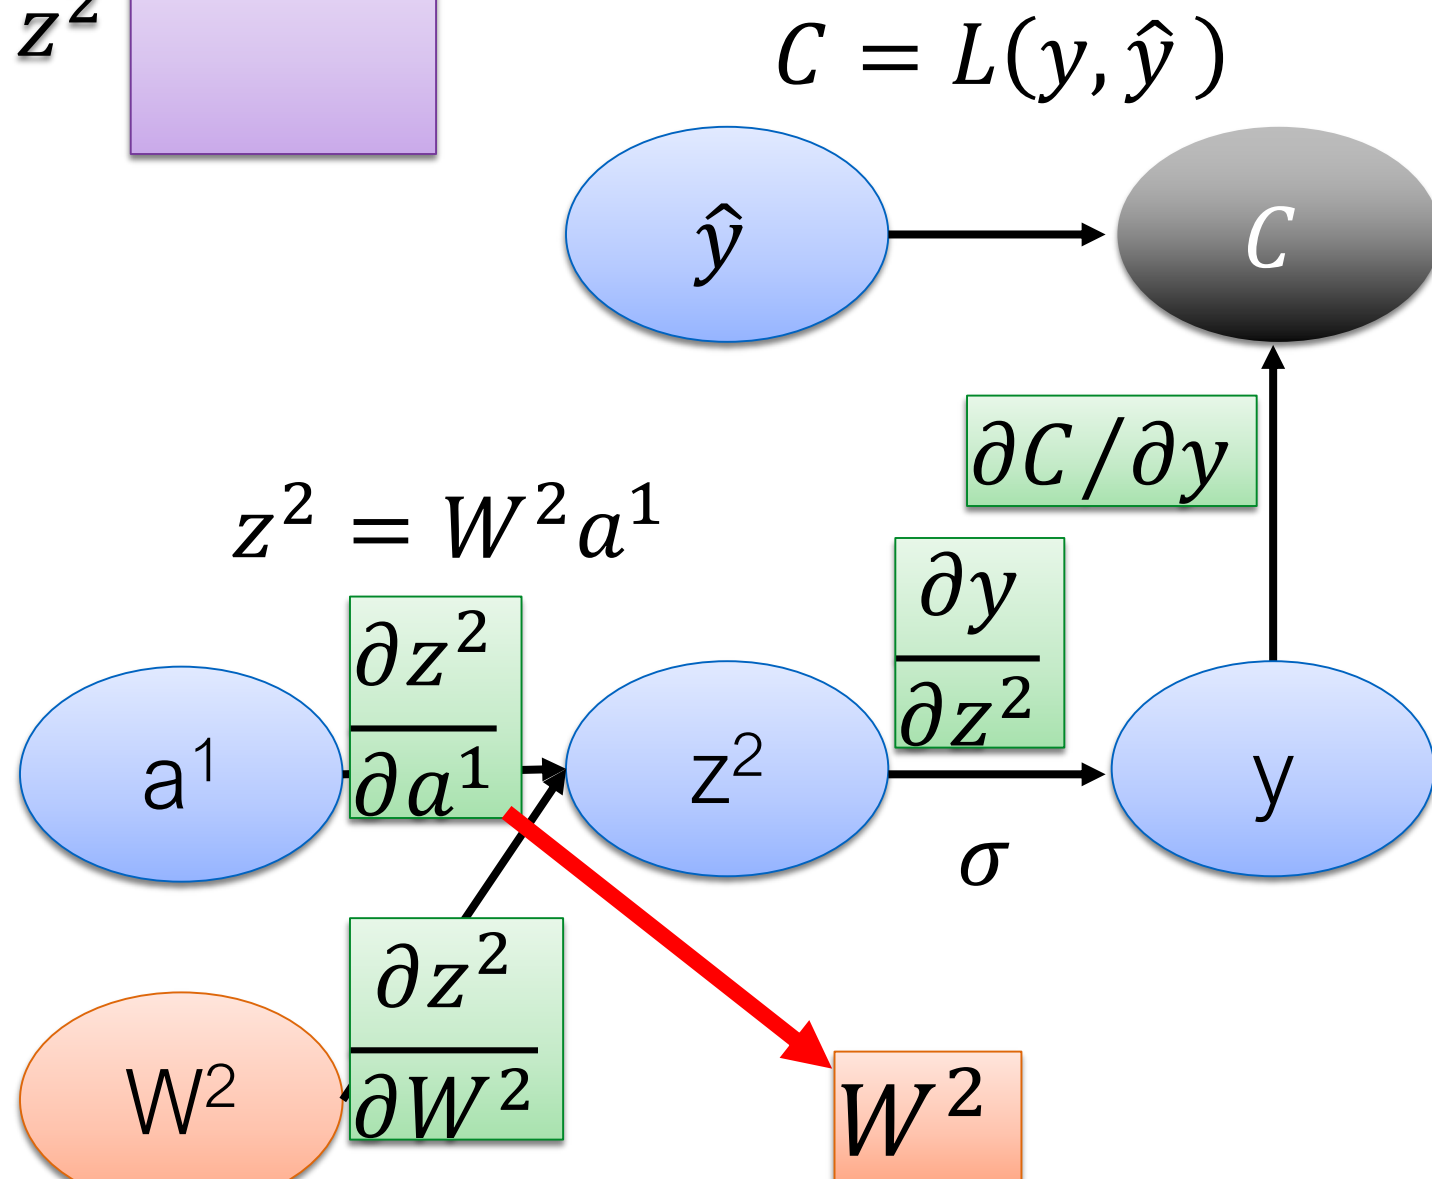 z²
C = L(y, ŷ)
ŷ
C
∂C/∂y
z² = W²a¹
∂y
∂z²
∂z²
∂a¹
a¹
z²
y
σ
∂z²
∂W²
W²
W²